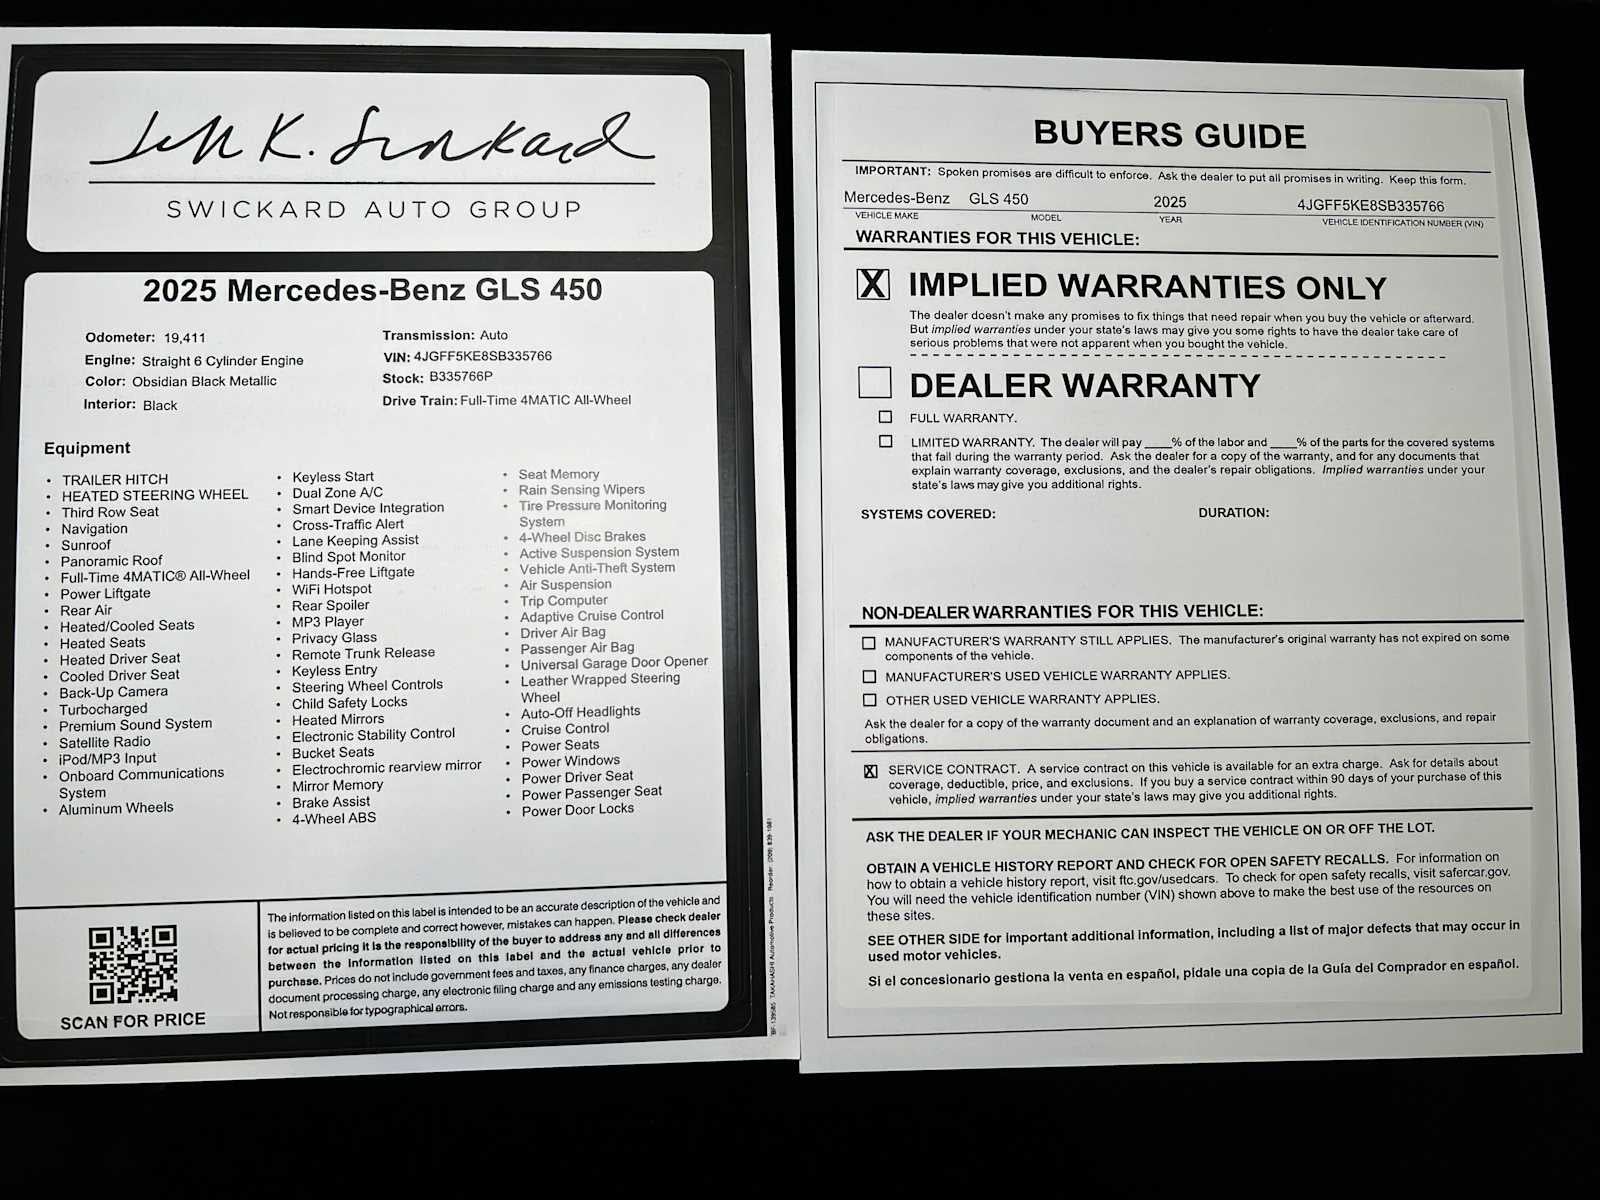 Jeff K. Swickard
SWICKARD AUTO GROUP
2025 Mercedes-Benz GLS 450
Odometer: 19,411
Engine: Straight 6 Cylinder Engine
Color: Obsidian Black Metallic
Interior: Black
Transmission: Auto
VIN: 4JGFF5KE8SB335766
Stock: B335766P
Drive Train: Full-Time 4MATIC All-Wheel
Equipment
• TRAILER HITCH
• HEATED STEERING WHEEL
• Third Row Seat
• Navigation
• Sunroof
• Panoramic Roof
• Full-Time 4MATIC® All-Wheel
• Power Liftgate
• Rear Air
• Heated/Cooled Seats
• Heated Seats
• Heated Driver Seat
• Cooled Driver Seat
• Back-Up Camera
• Turbocharged
• Premium Sound System
• Satellite Radio
• iPod/MP3 Input
• Onboard Communications
System
• Aluminum Wheels
• Keyless Start
• Dual Zone A/C
• Smart Device Integration
• Cross-Traffic Alert
• Lane Keeping Assist
• Blind Spot Monitor
• Hands-Free Liftgate
• WiFi Hotspot
• Rear Spoiler
• MP3 Player
• Privacy Glass
• Remote Trunk Release
• Keyless Entry
• Steering Wheel Controls
• Child Safety Locks
• Heated Mirrors
• Electronic Stability Control
• Bucket Seats
• Electrochromic rearview mirror
• Mirror Memory
• Brake Assist
• 4-Wheel ABS
• Seat Memory
• Rain Sensing Wipers
• Tire Pressure Monitoring
System
• 4-Wheel Disc Brakes
• Active Suspension System
• Vehicle Anti-Theft System
• Air Suspension
• Trip Computer
• Adaptive Cruise Control
• Driver Air Bag
• Passenger Air Bag
• Universal Garage Door Opener
• Leather Wrapped Steering
Wheel
• Auto-Off Headlights
• Cruise Control
• Power Seats
• Power Windows
• Power Driver Seat
• Power Passenger Seat
• Power Door Locks
SCAN FOR PRICE
The information listed on this label is intended to be an accurate description of the vehicle and
is believed to be complete and correct however, mistakes can happen. Please check dealer
for actual pricing it is the responsibility of the buyer to address any and all differences
between the information listed on this label and the actual vehicle prior to
purchase. Prices do not include government fees and taxes, any finance charges, any dealer
document processing charge, any electronic filing charge and any emissions testing charge.
Not responsible for typographical errors.
TAKAHASHI Automotive Products Reorder:
BUYERS GUIDE
IMPORTANT: Spoken promises are difficult to enforce. Ask the dealer to put all promises in writing. Keep this form.
Mercedes-Benz GLS 450 2025 4JGFF5KE8SB335766
VEHICLE MAKE MODEL YEAR VEHICLE IDENTIFICATION NUMBER (VIN)
WARRANTIES FOR THIS VEHICLE:
X IMPLIED WARRANTIES ONLY
The dealer doesn't make any promises to fix things that need repair when you buy the vehicle or afterward.
But implied warranties under your state's laws may give you some rights to have the dealer take care of
serious problems that were not apparent when you bought the vehicle.
DEALER WARRANTY
FULL WARRANTY.
LIMITED WARRANTY. The dealer will pay ____% of the labor and ____% of the parts for the covered systems
that fail during the warranty period. Ask the dealer for a copy of the warranty, and for any documents that
explain warranty coverage, exclusions, and the dealer's repair obligations. Implied warranties under your
state's laws may give you additional rights.
SYSTEMS COVERED: DURATION:
NON-DEALER WARRANTIES FOR THIS VEHICLE:
MANUFACTURER'S WARRANTY STILL APPLIES. The manufacturer's original warranty has not expired on some
components of the vehicle.
MANUFACTURER'S USED VEHICLE WARRANTY APPLIES.
OTHER USED VEHICLE WARRANTY APPLIES.
Ask the dealer for a copy of the warranty document and an explanation of warranty coverage, exclusions, and repair
obligations.
X SERVICE CONTRACT. A service contract on this vehicle is available for an extra charge. Ask for details about
coverage, deductible, price, and exclusions. If you buy a service contract within 90 days of your purchase of this
vehicle, implied warranties under your state's laws may give you additional rights.
ASK THE DEALER IF YOUR MECHANIC CAN INSPECT THE VEHICLE ON OR OFF THE LOT.
OBTAIN A VEHICLE HISTORY REPORT AND CHECK FOR OPEN SAFETY RECALLS. For information on
how to obtain a vehicle history report, visit ftc.gov/usedcars. To check for open safety recalls, visit safercar.gov.
You will need the vehicle identification number (VIN) shown above to make the best use of the resources on
these sites.
SEE OTHER SIDE for important additional information, including a list of major defects that may occur in
used motor vehicles.
Si el concesionario gestiona la venta en español, pídale una copia de la Guía del Comprador en español.